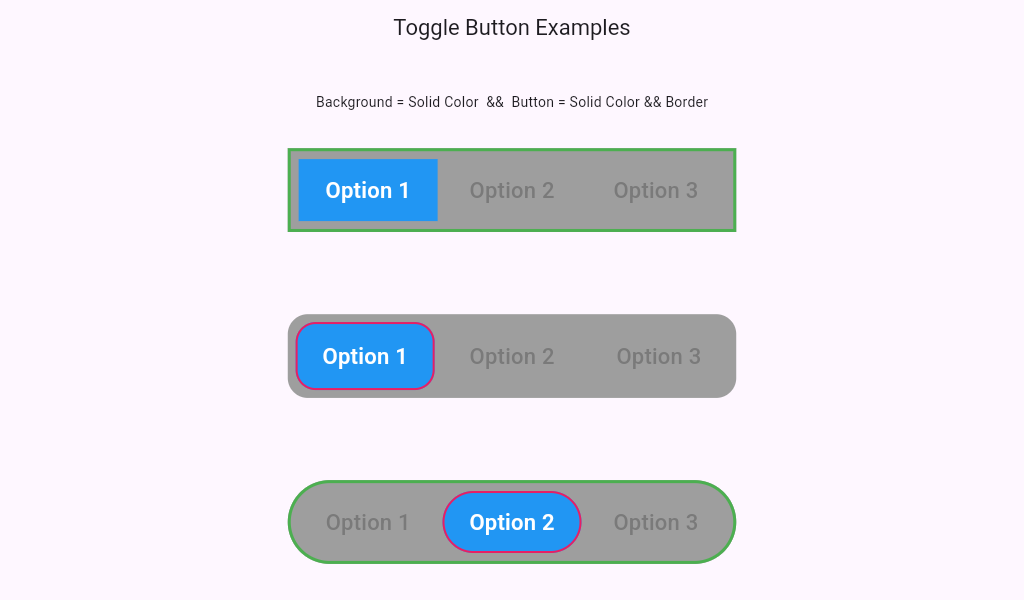 Toggle Button Examples
Background = Solid Color  &&  Button = Solid Color && Border
Option 1 Option 2 Option 3
Option 1 Option 2 Option 3
Option 1 Option 2 Option 3